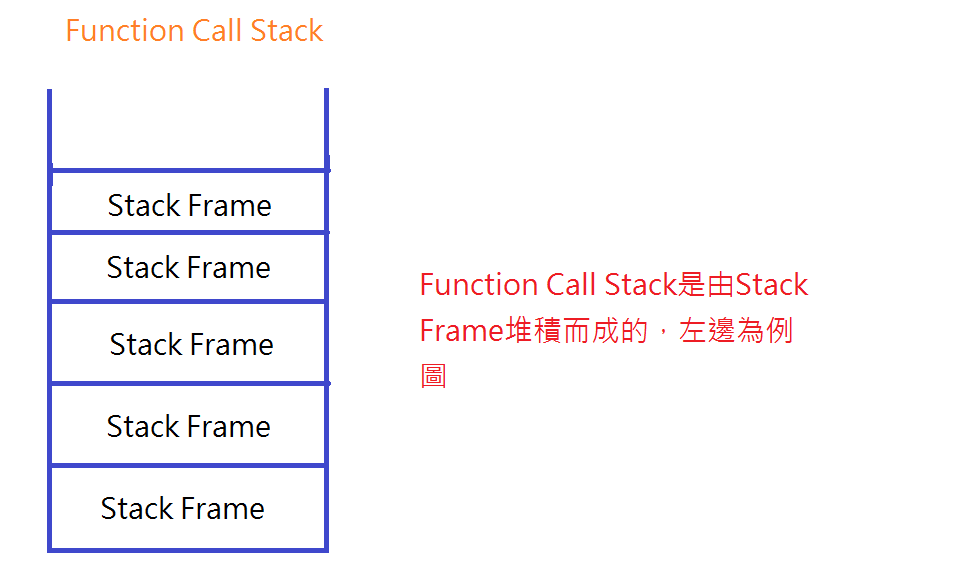 Function Call Stack
Stack Frame
Stack Frame
Stack Frame
Stack Frame
Stack Frame
Function Call Stack是由Stack
Frame堆積而成的，左邊為例
圖